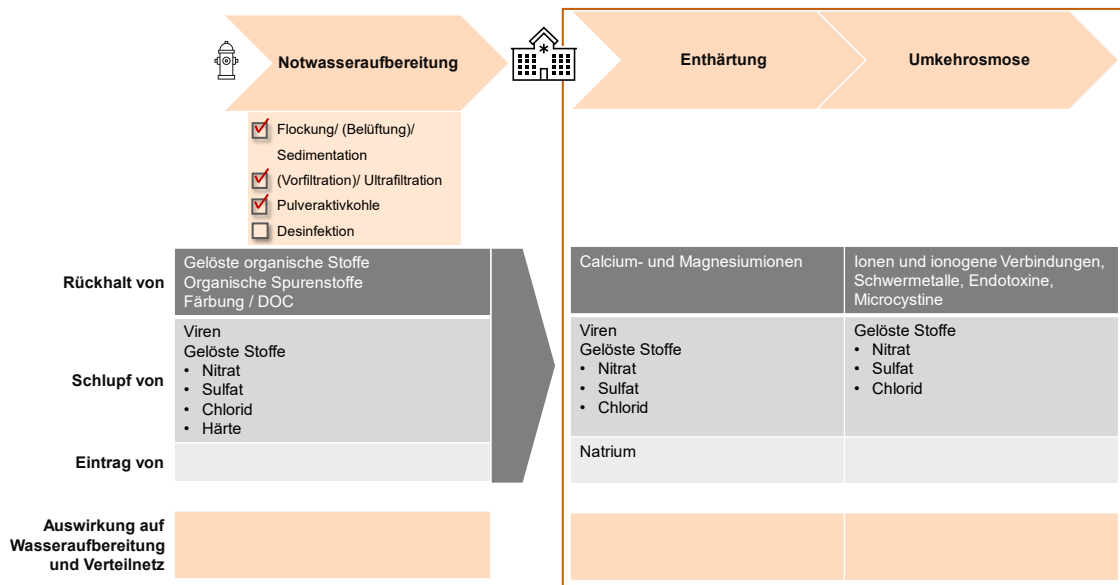 Notwasseraufbereitung
Enthärtung
Umkehrosmose
Flockung/ (Belüftung)/
Sedimentation
(Vorfiltration)/ Ultrafiltration
Pulveraktivkohle
Desinfektion
Rückhalt von
Gelöste organische Stoffe
Organische Spurenstoffe
Färbung / DOC
Calcium- und Magnesiumionen
Ionen und ionogene Verbindungen,
Schwermetalle, Endotoxine,
Microcystine
Schlupf von
Viren
Gelöste Stoffe
• Nitrat
• Sulfat
• Chlorid
• Härte
Viren
Gelöste Stoffe
• Nitrat
• Sulfat
• Chlorid
Gelöste Stoffe
• Nitrat
• Sulfat
• Chlorid
Eintrag von
Natrium
Auswirkung auf
Wasseraufbereitung
und Verteilnetz